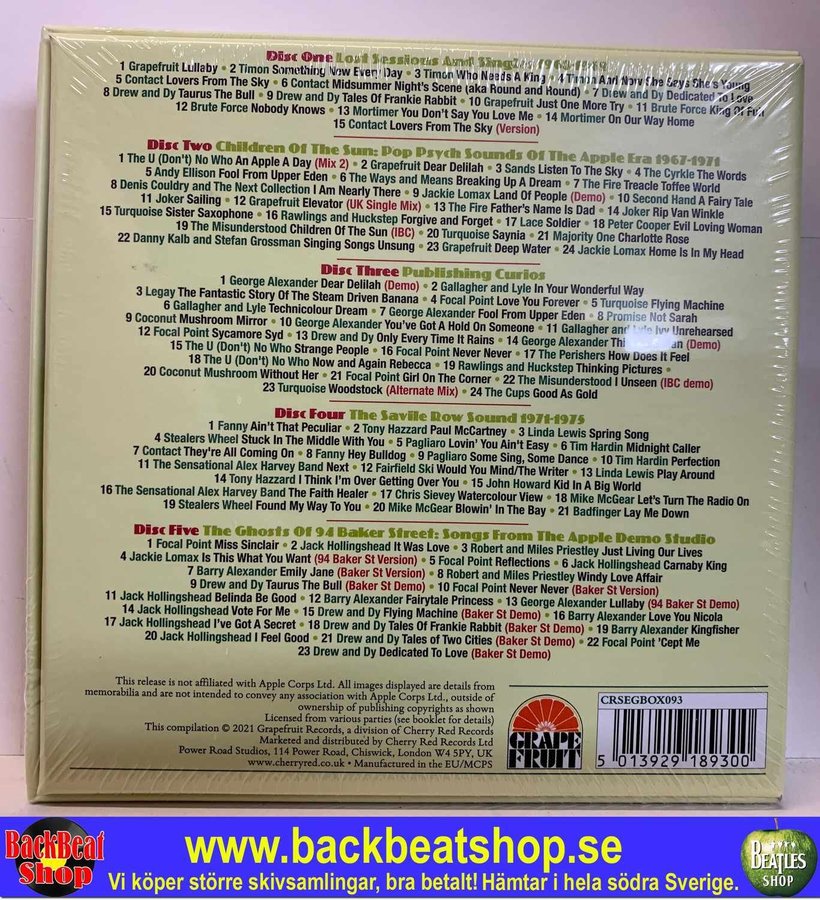 Disc One Lost Sessions And Singles 1967-1969
1 Grapefruit Lullaby • 2 Timon Something New Every Day • 3 Timon Who Needs A King • 4 Timon And Now She Says She's Young
5 Contact Lovers From The Sky • 6 Contact Midsummer Night's Scene (aka Round and Round) • 7 Drew and Dy Dedicated To Love
8 Drew and Dy Taurus The Bull • 9 Drew and Dy Tales Of Frankie Rabbit • 10 Grapefruit Just One More Try • 11 Brute Force King Of Fuh
12 Brute Force Nobody Knows • 13 Mortimer You Don't Say You Love Me • 14 Mortimer On Our Way Home
15 Contact Lovers From The Sky (Version)
Disc Two Children Of The Sun: Pop Psych Sounds Of The Apple Era 1967-1971
1 The U (Don't) No Who An Apple A Day (Mix 2) • 2 Grapefruit Dear Delilah • 3 Sands Listen To The Sky • 4 The Cyrkle The Words
5 Andy Ellison Fool From Upper Eden • 6 The Ways and Means Breaking Up A Dream • 7 The Fire Treacle Toffee World
8 Denis Couldry and The Next Collection I Am Nearly There • 9 Jackie Lomax Land Of People (Demo) • 10 Second Hand A Fairy Tale
11 Joker Sailing • 12 Grapefruit Elevator (UK Single Mix) • 13 The Fire Father's Name Is Dad • 14 Joker Rip Van Winkle
15 Turquoise Sister Saxophone • 16 Rawlings and Huckstep Forgive and Forget • 17 Lace Soldier • 18 Peter Cooper Evil Loving Woman
19 The Misunderstood Children Of The Sun (IBC) • 20 Turquoise Saynia • 21 Majority One Charlotte Rose
22 Danny Kalb and Stefan Grossman Singing Songs Unsung • 23 Grapefruit Deep Water • 24 Jackie Lomax Home Is In My Head
Disc Three Publishing Curios
1 George Alexander Dear Delilah (Demo) • 2 Gallagher and Lyle In Your Wonderful Way
3 Legay The Fantastic Story Of The Steam Driven Banana • 4 Focal Point Love You Forever • 5 Turquoise Flying Machine
6 Gallagher and Lyle Technicolour Dream • 7 George Alexander Fool From Upper Eden • 8 Promise Not Sarah
9 Coconut Mushroom Mirror • 10 George Alexander You've Got A Hold On Someone • 11 Gallagher and Lyle Ivy Unrehearsed
12 Focal Point Sycamore Syd • 13 Drew and Dy Only Every Time It Rains • 14 George Alexander (Demo)
15 The U (Don't) No Who Strange People • 16 Focal Point Never Never • 17 The Perishers How Does It Feel
18 The U (Don't) No Who Now and Again Rebecca • 19 Rawlings and Huckstep Thinking Pictures •
20 Coconut Mushroom Without Her • 21 Focal Point Girl On The Corner • 22 The Misunderstood I Unseen (IBC demo)
23 Turquoise Woodstock (Alternate Mix) • 24 The Cups Good As Gold
Disc Four The Savile Row Sound 1971-1975
1 Fanny Ain't That Peculiar • 2 Tony Hazzard Paul McCartney • 3 Linda Lewis Spring Song
4 Stealers Wheel Stuck In The Middle With You • 5 Pagliaro Lovin' You Ain't Easy • 6 Tim Hardin Midnight Caller
7 Contact They're All Coming On • 8 Fanny Hey Bulldog • 9 Pagliaro Some Sing, Some Dance • 10 Tim Hardin Perfection
11 The Sensational Alex Harvey Band Next • 12 Fairfield Ski Would You Mind/The Writer • 13 Linda Lewis Play Around
14 Tony Hazzard I Think I'm Over Getting Over You • 15 John Howard Kid In A Big World
16 The Sensational Alex Harvey Band The Faith Healer • 17 Chris Sievey Watercolour View • 18 Mike McGear Let's Turn The Radio On
19 Stealers Wheel Found My Way To You • 20 Mike McGear Blowin' In The Bay • 21 Badfinger Lay Me Down
Disc Five The Ghosts Of 94 Baker Street: Songs From The Apple Demo Studio
1 Focal Point Miss Sinclair • 2 Jack Hollingshead It Was Love • 3 Robert and Miles Priestley Just Living Our Lives
4 Jackie Lomax Is This What You Want (94 Baker St Version) • 5 Focal Point Reflections • 6 Jack Hollingshead Carnaby King
7 Barry Alexander Emily Jane (Baker St Version) • 8 Robert and Miles Priestley Windy Love Affair
9 Drew and Dy Taurus The Bull (Baker St Demo) • 10 Focal Point Never Never (Baker St Version)
11 Jack Hollingshead Belinda Be Good • 12 Barry Alexander Fairytale Princess • 13 George Alexander Lullaby (94 Baker St Demo)
14 Jack Hollingshead Vote For Me • 15 Drew and Dy Flying Machine (Baker St Demo) • 16 Barry Alexander Love You Nicola
17 Jack Hollingshead I've Got A Secret • 18 Drew and Dy Tales Of Frankie Rabbit (Baker St Demo) • 19 Barry Alexander Kingfisher
20 Jack Hollingshead I Feel Good • 21 Drew and Dy Tales of Two Cities (Baker St Demo) • 22 Focal Point 'Cept Me
23 Drew and Dy Dedicated To Love (Baker St Demo)
This release is not affiliated with Apple Corps Ltd. All images displayed are details from
memorabilia and are not intended to convey any association with Apple Corps Ltd., outside of
ownership of publishing copyrights as shown
Licensed from various parties (see booklet for details)
This compilation © 2021 Grapefruit Records, a division of Cherry Red Records Ltd
Marketed and distributed by Cherry Red Records Ltd
Power Road Studios, 114 Power Road, Chiswick, London W4 5PY, UK
www.cherryred.co.uk • Manufactured in the EU/MCPS
GRAPE
FRUIT
CRSEGBOX093
5 013929 189300
BackBeat
Shop
www.backbeatshop.se
Vi köper större skivsamlingar, bra betalt! Hämtar i hela södra Sverige.
BEATLES
SHOP